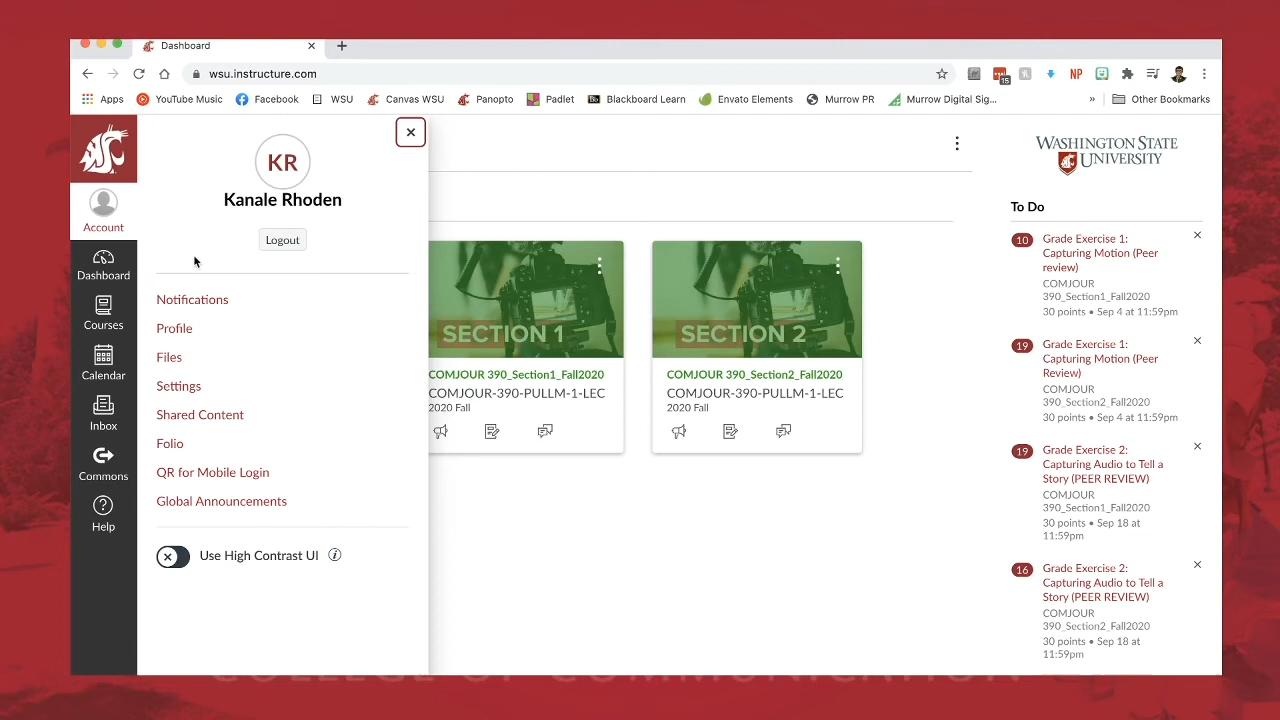 Dashboard
wsu.instructure.com
15
NP
Apps
YouTube Music
Facebook
WSU
Canvas WSU
Panopto
Padlet
Bb
Blackboard Learn
Envato Elements
Murrow PR
Murrow Digital Sig...
»
Other Bookmarks
Account
Dashboard
Courses
Calendar
Inbox
Commons
Help
KR
Kanale Rhoden
Logout
Notifications
Profile
Files
Settings
Shared Content
Folio
QR for Mobile Login
Global Announcements
Use High Contrast UI
SECTION 1
COMJOUR 390_Section1_Fall2020
COMJOUR-390-PULLM-1-LEC
2020 Fall
SECTION 2
COMJOUR 390_Section2_Fall2020
COMJOUR-390-PULLM-1-LEC
2020 Fall
WASHINGTON STATE
UNIVERSITY
To Do
10
Grade Exercise 1:
Capturing Motion (Peer
review)
COMJOUR
390_Section1_Fall2020
30 points • Sep 4 at 11:59pm
19
Grade Exercise 1:
Capturing Motion (Peer
Review)
COMJOUR
390_Section2_Fall2020
30 points • Sep 4 at 11:59pm
19
Grade Exercise 2:
Capturing Audio to Tell a
Story (PEER REVIEW)
COMJOUR
390_Section1_Fall2020
30 points • Sep 18 at
11:59pm
16
Grade Exercise 2:
Capturing Audio to Tell a
Story (PEER REVIEW)
COMJOUR
390_Section2_Fall2020
30 points • Sep 18 at
11:59pm
COLLEGE OF COMMUNICATION